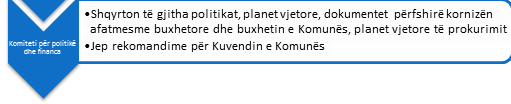 Komiteti për politikë
dhe financa
•Shqyrton të gjitha politikat, planet vjetore, dokumentet përfshirë kornizën
afatmesme buxhetore dhe buxhetin e Komunës, planet vjetore të prokurimit
•Jep rekomandime për Kuvendin e Komunës